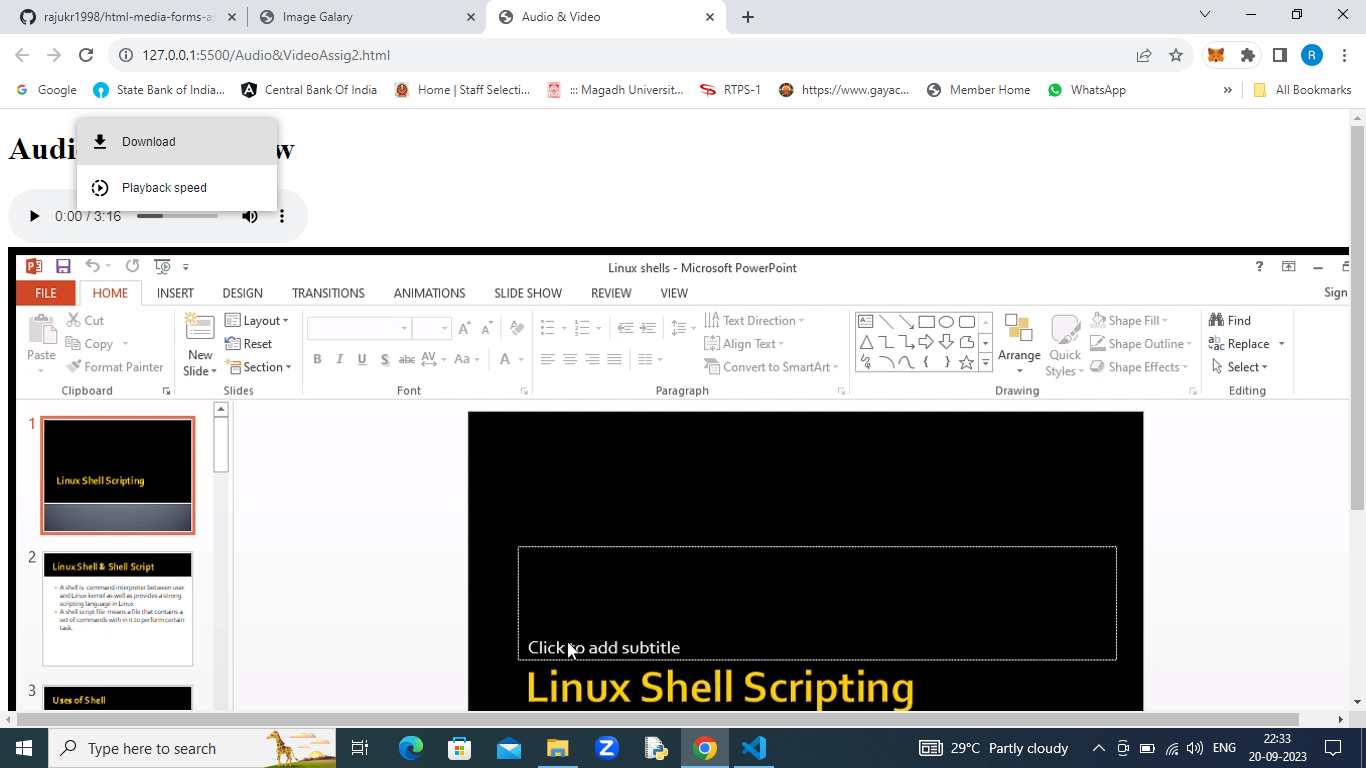 rajukr1998/html-media-forms-as
Image Galary
Audio & Video
127.0.0.1:5500/Audio&VideoAssig2.html
R
Google
State Bank of India...
Central Bank Of India
Home | Staff Selecti...
::: Magadh Universit...
RTPS-1
https://www.gayac...
Member Home
WhatsApp
»
All Bookmarks
Download
Playback speed
0:00 / 3:16
Linux shells - Microsoft PowerPoint
?
FILE
HOME
INSERT
DESIGN
TRANSITIONS
ANIMATIONS
SLIDE SHOW
REVIEW
VIEW
Sign
Paste
Cut
Copy
Format Painter
Clipboard
New
Slide
Layout
Reset
Section
Slides
B I U S abc AV Aa A
Font
Text Direction
Align Text
Convert to SmartArt
Paragraph
Arrange
Quick
Styles
Shape Fill
Shape Outline
Shape Effects
Drawing
Find
Replace
Select
Editing
1
Linux Shell Scripting
2
Linux Shell & Shell Script
A shell is command interpreter between user
and Linux kernel as well as provides a strong
scripting language in Linux
A shell script file means a file that contains a
set of commands with in it to perform certain
task.
3
Uses of Shell
Click to add subtitle
Linux Shell Scripting
Type here to search
29°C Partly cloudy
ENG
22:33
20-09-2023